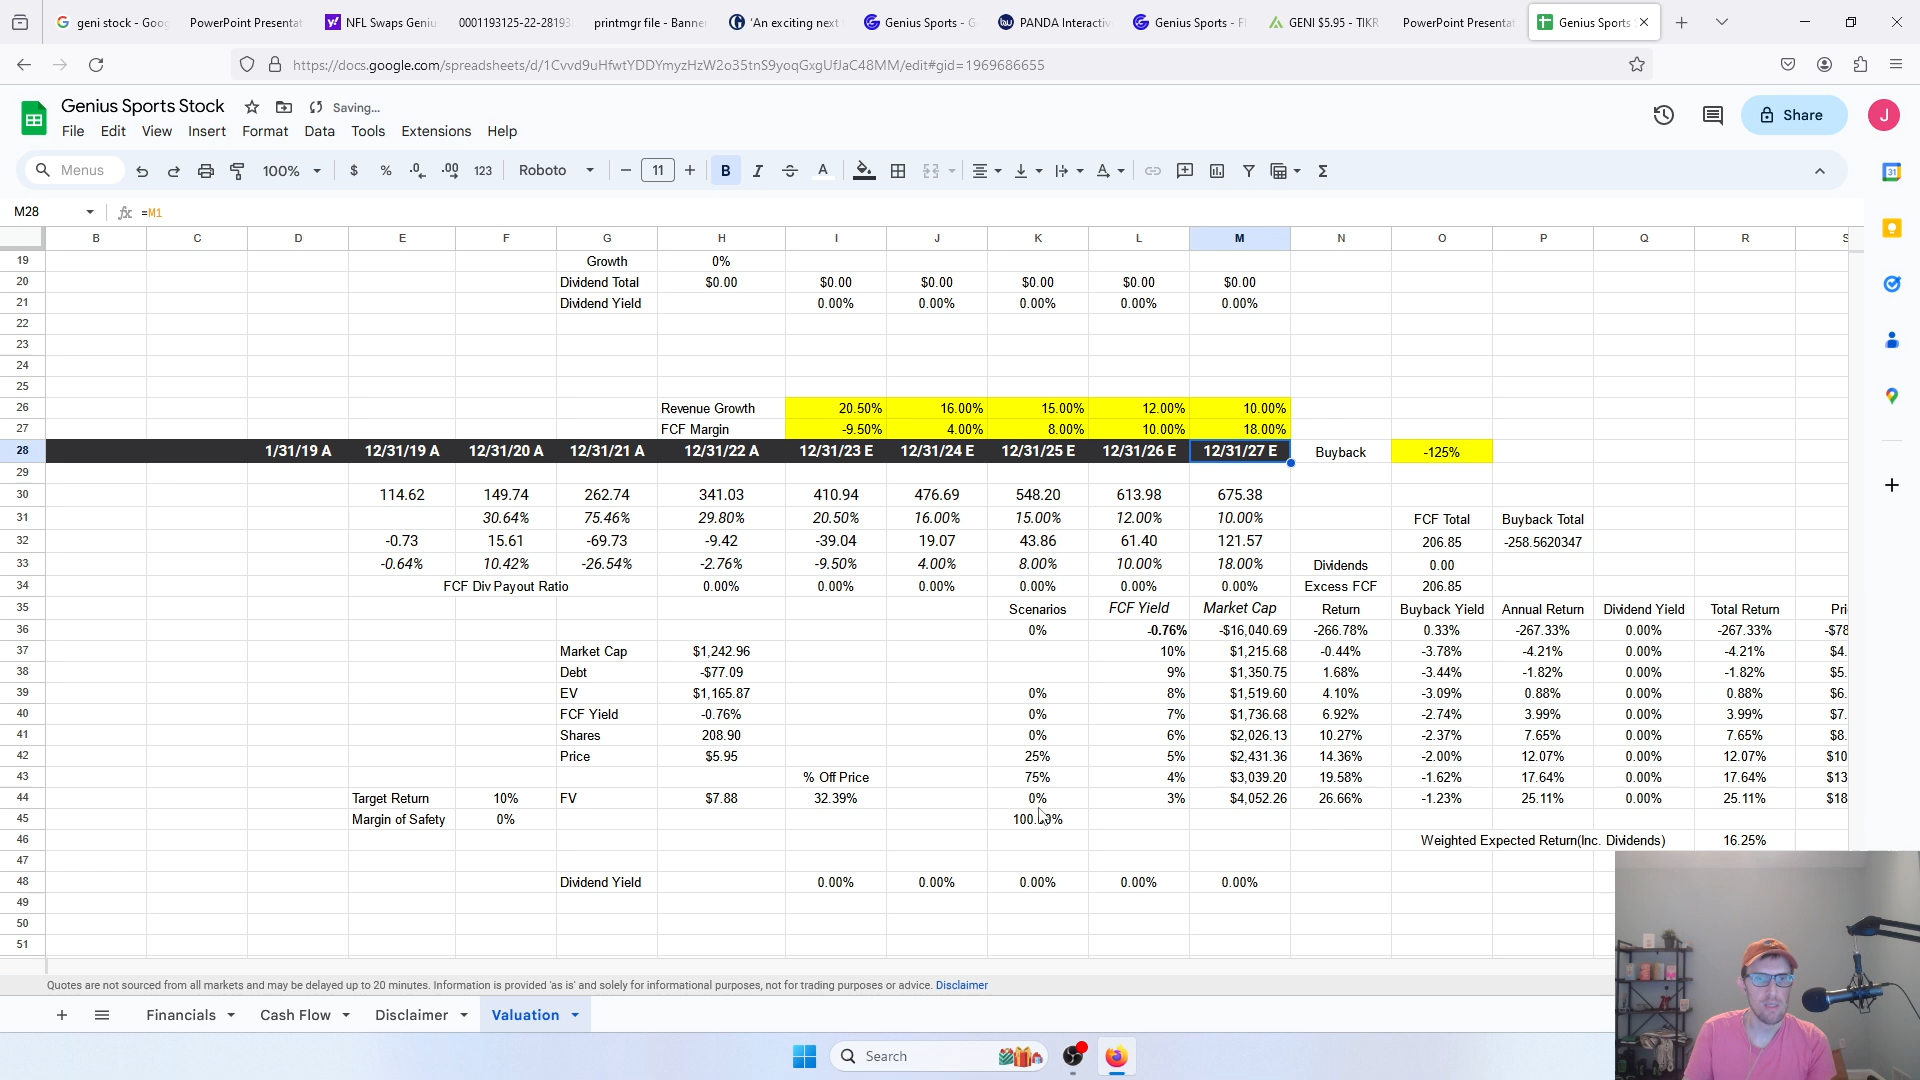 geni stock - Goog
PowerPoint Presentat
NFL Swaps Geniu
0001193125-22-28193
printmgr file - Banner
'An exciting next
Genius Sports - G
PANDA Interactiv
Genius Sports - F
GENI $5.95 - TIKR
PowerPoint Presentat
Genius Sports
https://docs.google.com/spreadsheets/d/1Cvvd9uHfwtYDDYmyzHzW2o35tnS9yoqGxgUfJaC48MM/edit#gid=1969686655
Genius Sports Stock
Saving...
File Edit View Insert Format Data Tools Extensions Help
Share
J
Menus 100% $ % .0 .00 123 Roboto 11 B
M28 =M1
B C D E F G H I J K L M N O P Q R S
19 Growth 0%
20 Dividend Total $0.00 $0.00 $0.00 $0.00 $0.00 $0.00
21 Dividend Yield 0.00% 0.00% 0.00% 0.00% 0.00%
22
23
24
25
26 Revenue Growth 20.50% 16.00% 15.00% 12.00% 10.00%
27 FCF Margin -9.50% 4.00% 8.00% 10.00% 18.00%
28 1/31/19 A 12/31/19 A 12/31/20 A 12/31/21 A 12/31/22 A 12/31/23 E 12/31/24 E 12/31/25 E 12/31/26 E 12/31/27 E Buyback -125%
29
30 114.62 149.74 262.74 341.03 410.94 476.69 548.20 613.98 675.38
31 30.64% 75.46% 29.80% 20.50% 16.00% 15.00% 12.00% 10.00% FCF Total Buyback Total
32 -0.73 15.61 -69.73 -9.42 -39.04 19.07 43.86 61.40 121.57 206.85 -258.5620347
33 -0.64% 10.42% -26.54% -2.76% -9.50% 4.00% 8.00% 10.00% 18.00% Dividends 0.00
34 FCF Div Payout Ratio 0.00% 0.00% 0.00% 0.00% 0.00% 0.00% Excess FCF 206.85
35 Scenarios FCF Yield Market Cap Return Buyback Yield Annual Return Dividend Yield Total Return Pri
36 0% -0.76% -$16,040.69 -266.78% 0.33% -267.33% 0.00% -267.33% -$78
37 Market Cap $1,242.96 10% $1,215.68 -0.44% -3.78% -4.21% 0.00% -4.21% $4.
38 Debt -$77.09 9% $1,350.75 1.68% -3.44% -1.82% 0.00% -1.82% $5.
39 EV $1,165.87 0% 8% $1,519.60 4.10% -3.09% 0.88% 0.00% 0.88% $6.
40 FCF Yield -0.76% 0% 7% $1,736.68 6.92% -2.74% 3.99% 0.00% 3.99% $7.
41 Shares 208.90 0% 6% $2,026.13 10.27% -2.37% 7.65% 0.00% 7.65% $8.
42 Price $5.95 25% 5% $2,431.36 14.36% -2.00% 12.07% 0.00% 12.07% $10
43 % Off Price 75% 4% $3,039.20 19.58% -1.62% 17.64% 0.00% 17.64% $13
44 Target Return 10% FV $7.88 32.39% 0% 3% $4,052.26 26.66% -1.23% 25.11% 0.00% 25.11% $18
45 Margin of Safety 0%
46 Weighted Expected Return(Inc. Dividends) 16.25%
47
48 Dividend Yield 0.00% 0.00% 0.00% 0.00% 0.00%
49
50
51
Quotes are not sourced from all markets and may be delayed up to 20 minutes. Information is provided 'as is' and solely for informational purposes, not for trading purposes or advice. Disclaimer
Financials Cash Flow Disclaimer Valuation
Search